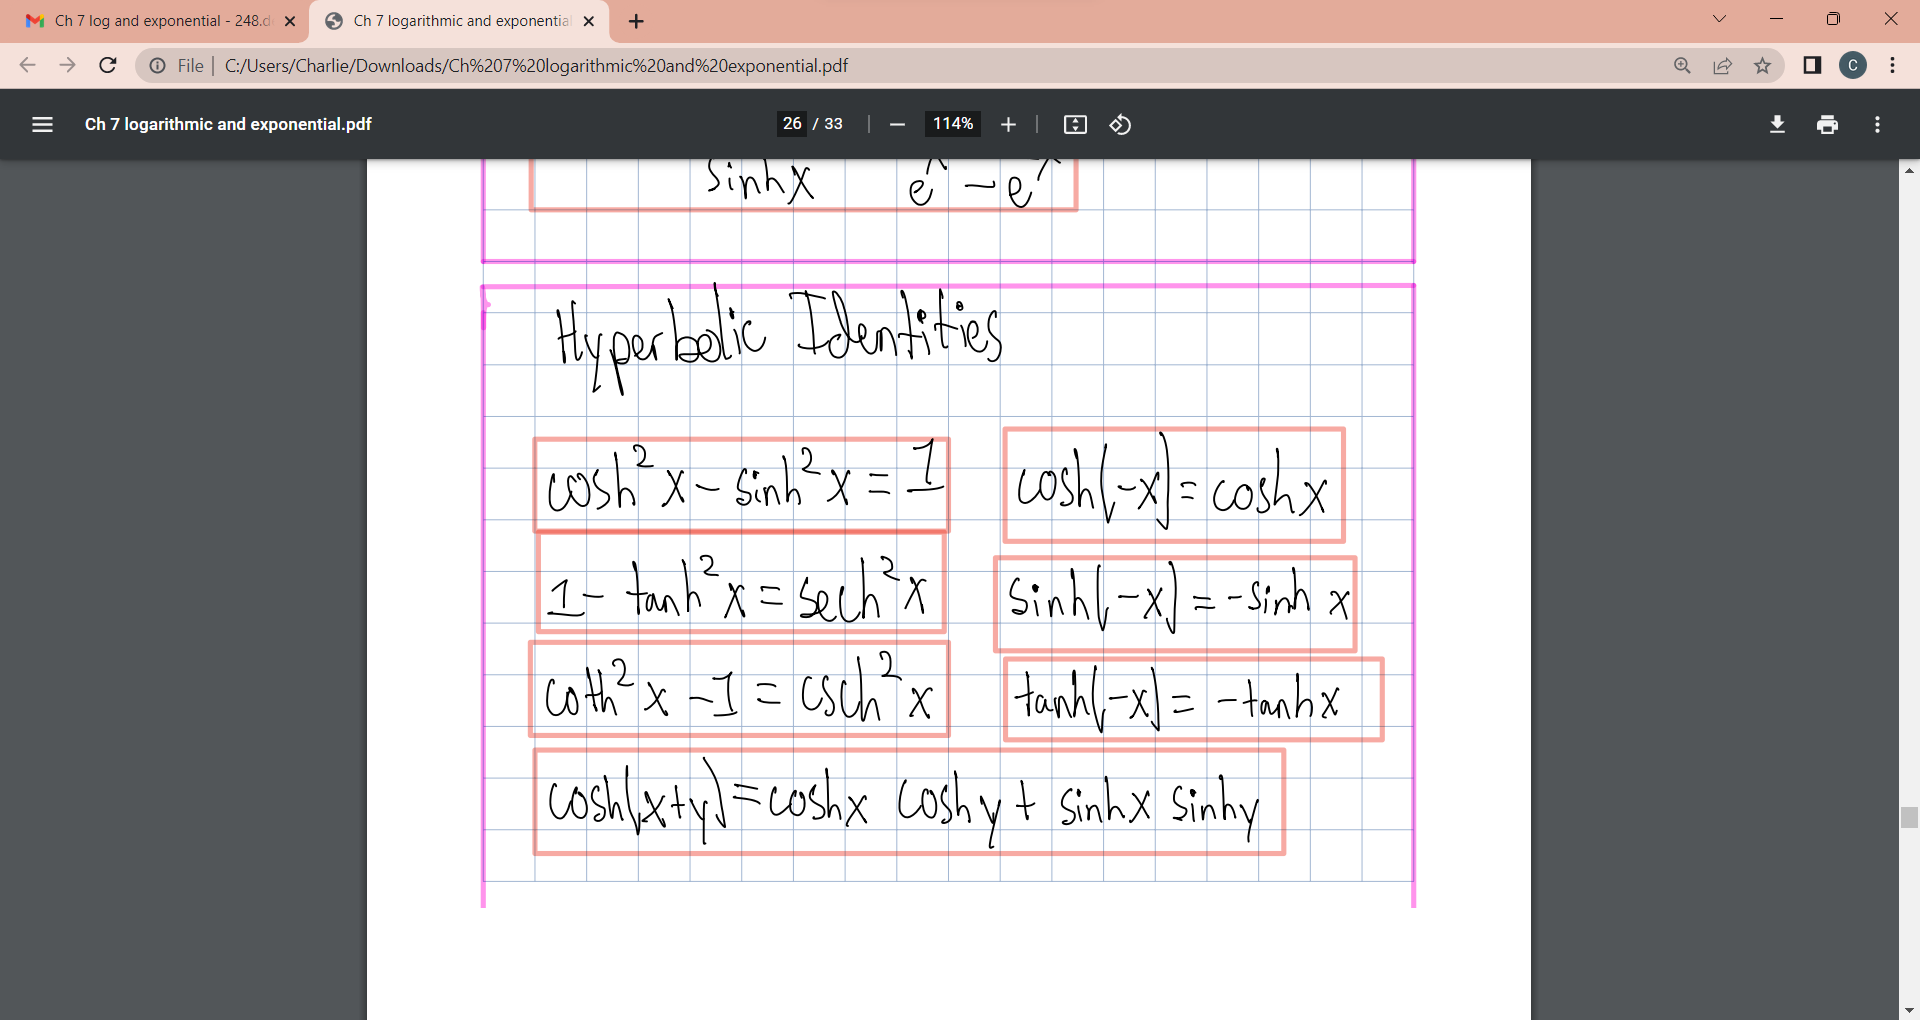 Ch 7 log and exponential - 248.d
Ch 7 logarithmic and exponentia
File | C:/Users/Charlie/Downloads/Ch%207%20logarithmic%20and%20exponential.pdf
C
Ch 7 logarithmic and exponential.pdf
26 / 33
114%
sinhx e^x - e^-x
Hyperbolic Identities
cosh²x - sinh²x = 1
cosh(-x) = coshx
1 - tanh²x = sech²x
sinh(-x) = -sinh x
coth²x - 1 = csch²x
tanh(-x) = -tanhx
cosh(x+y) = coshx coshy + sinhx sinhy